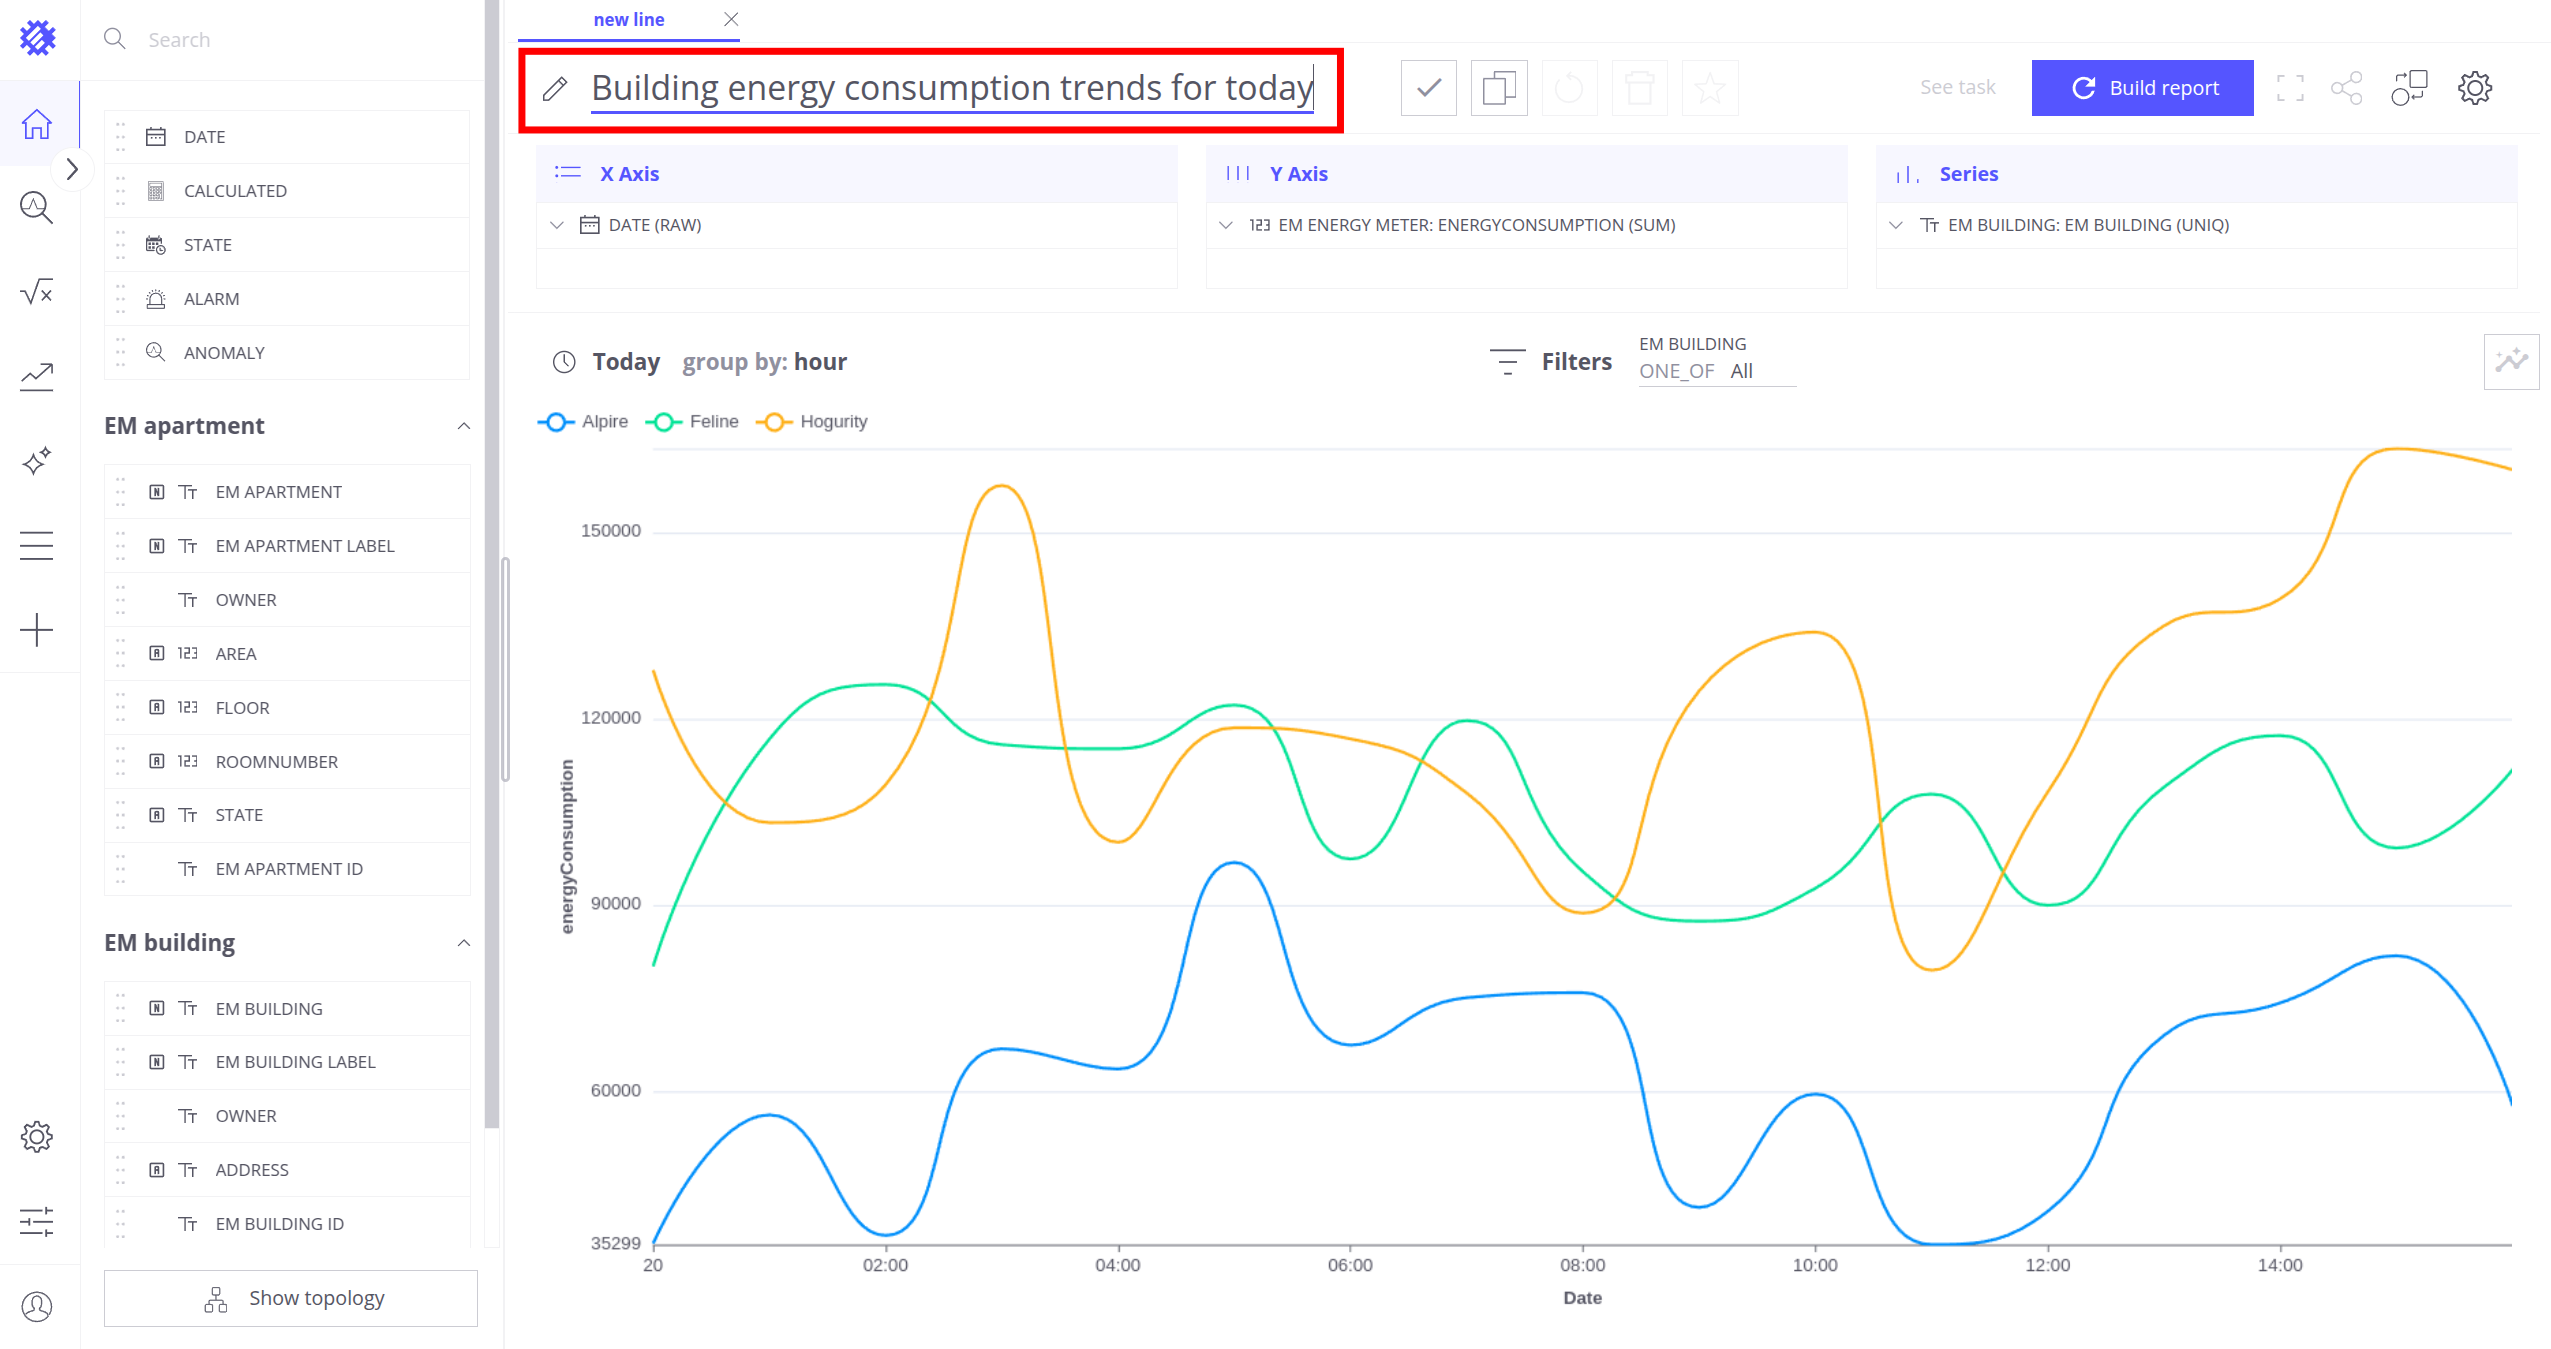 new line
Search
Building energy consumption trends for today
See task
Build report
DATE
CALCULATED
STATE
ALARM
ANOMALY
EM apartment
EM APARTMENT
EM APARTMENT LABEL
OWNER
123 AREA
123 FLOOR
123 ROOMNUMBER
STATE
EM APARTMENT ID
EM building
EM BUILDING
EM BUILDING LABEL
OWNER
ADDRESS
EM BUILDING ID
Show topology
X Axis
DATE (RAW)
Y Axis
123 EM ENERGY METER: ENERGYCONSUMPTION (SUM)
Series
EM BUILDING: EM BUILDING (UNIQ)
Today group by: hour
Filters
EM BUILDING
ONE_OF All
Alpire Feline Hogurity
150000
120000
90000
60000
35299
energyConsumption
20 02:00 04:00 06:00 08:00 10:00 12:00 14:00
Date